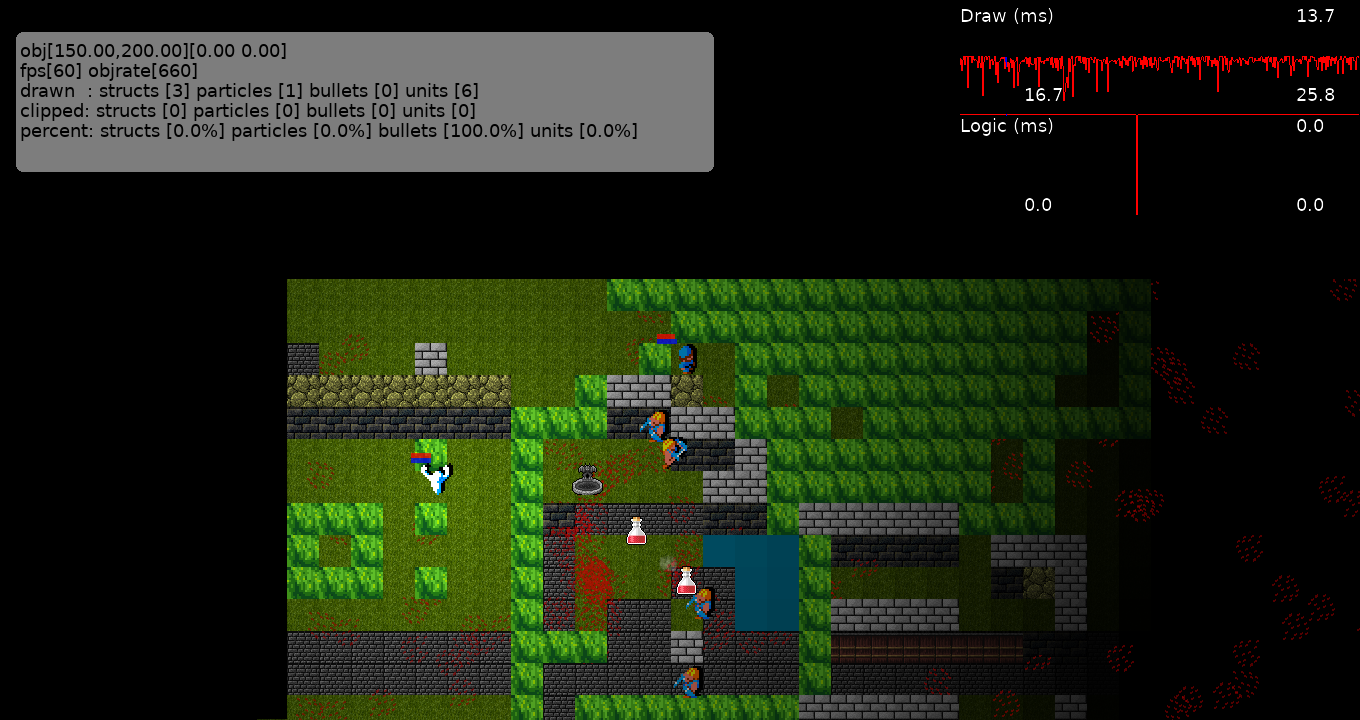 obj[150.00,200.00][0.00 0.00]
fps[60] objrate[660]
drawn  : structs [3] particles [1] bullets [0] units [6]
clipped: structs [0] particles [0] bullets [0] units [0]
percent: structs [0.0%] particles [0.0%] bullets [100.0%] units [0.0%]
Draw (ms) 13.7
16.7 25.8
Logic (ms) 0.0
0.0 0.0